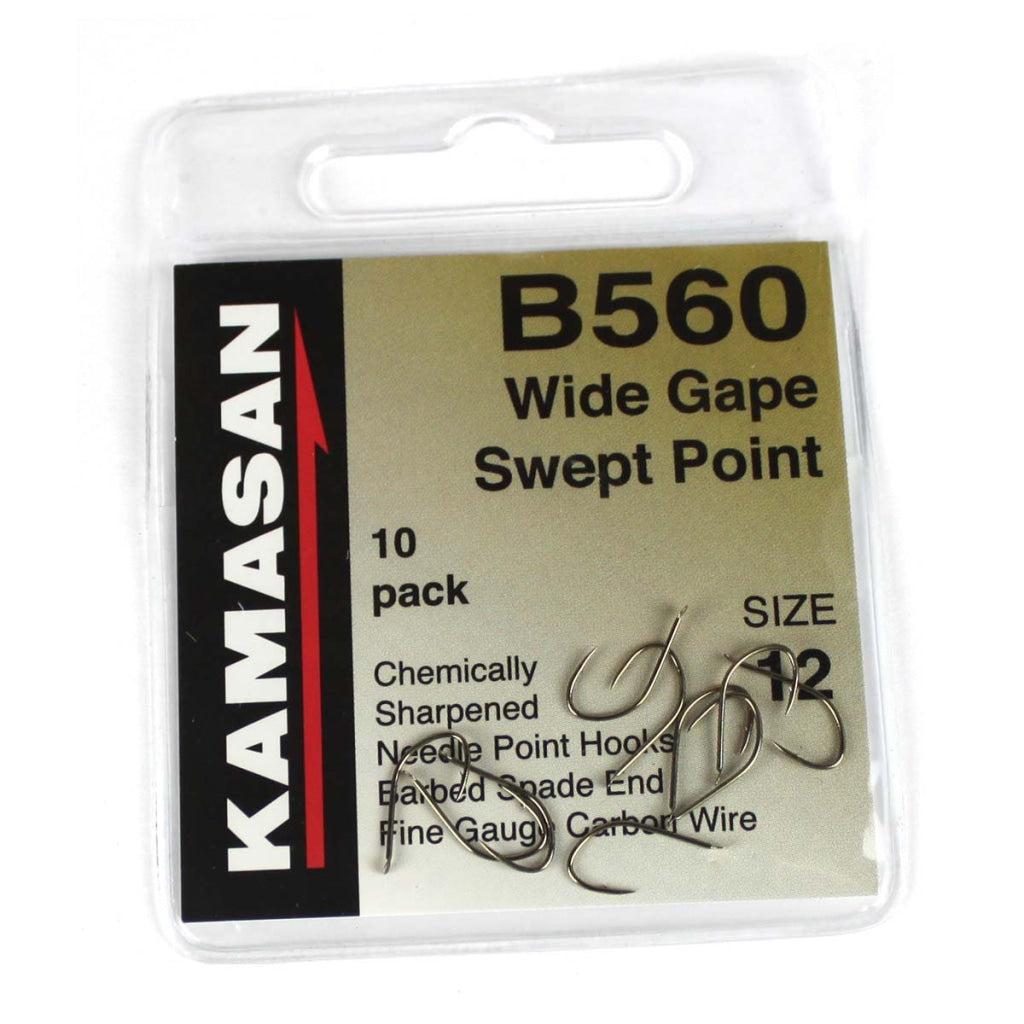 KAMASAN
B560
Wide Gape
Swept Point
10
pack
SIZE
12
Chemically
Sharpened
Needle Point Hooks
Barbed Spade End
Fine Gauge Carbon Wire